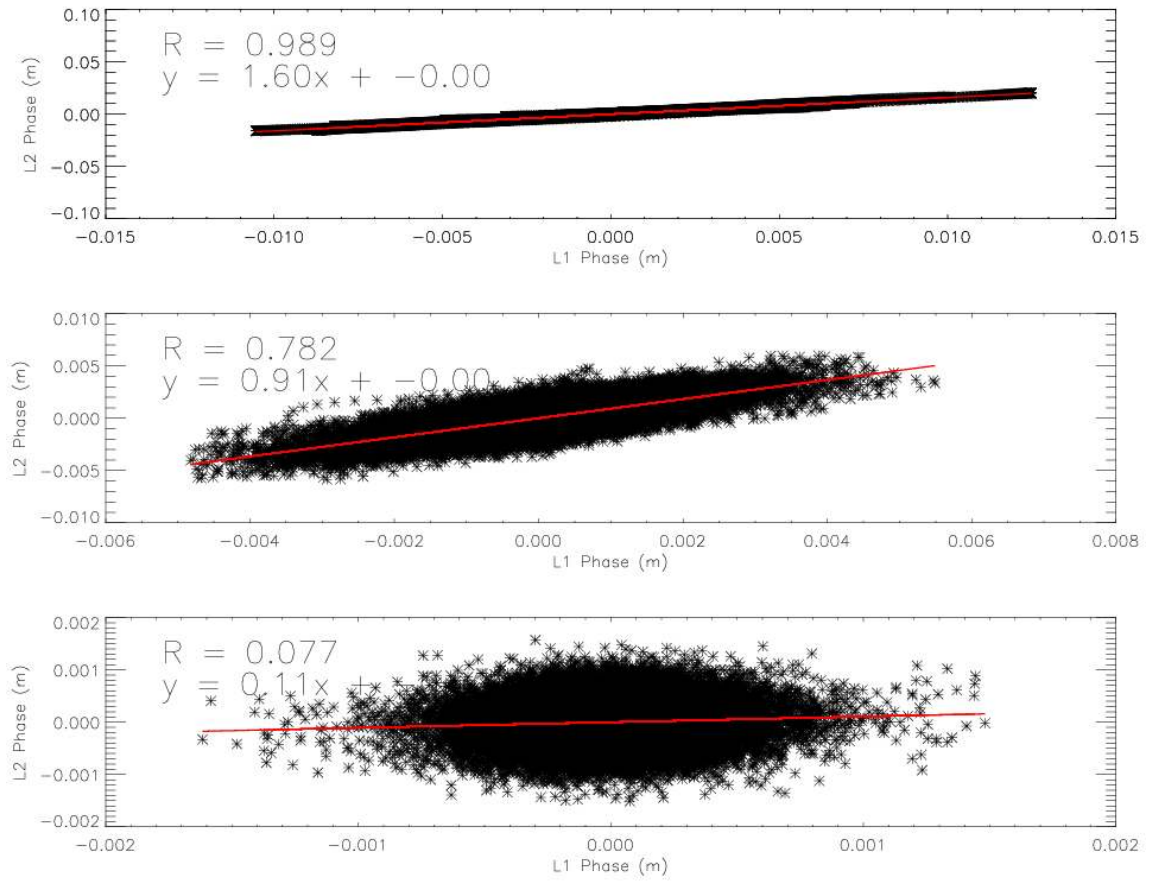 0.10
0.05
0.00
-0.05
-0.10
L2 Phase (m)
R = 0.989
y = 1.60x + -0.00
-0.015 -0.010 -0.005 0.000 0.005 0.010 0.015
L1 Phase (m)
0.010
0.005
0.000
-0.005
-0.010
L2 Phase (m)
R = 0.782
y = 0.91x + -0.00
-0.006 -0.004 -0.002 0.000 0.002 0.004 0.006 0.008
L1 Phase (m)
0.002
0.001
0.000
-0.001
-0.002
L2 Phase (m)
R = 0.077
y = 0.11x +
-0.002 -0.001 0.000 0.001 0.002
L1 Phase (m)